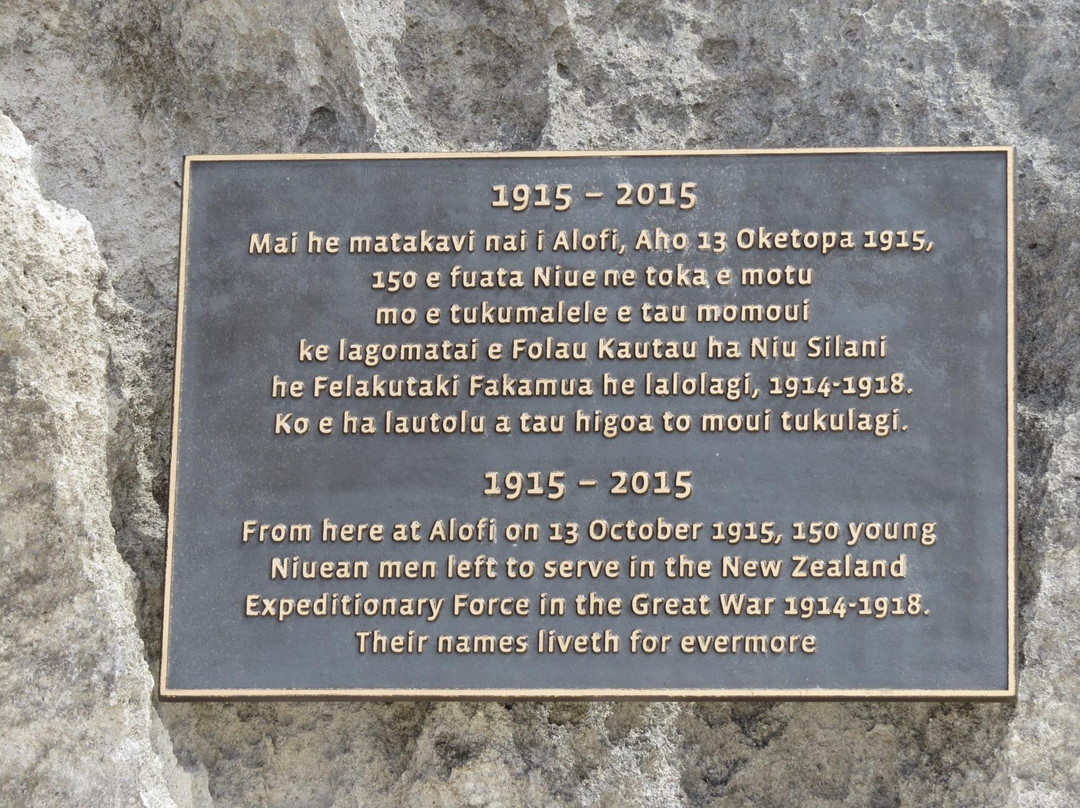 1915 – 2015
Mai he matakavi nai i Alofi, Aho 13 Oketopa 1915,
150 e fuata Niue ne toka e motu
mo e tukumalele e tau momoui
ke lagomatai e Folau Kautau ha Niu Silani
he Felakutaki Fakamua he lalolagi, 1914-1918.
Ko e ha lautolu a tau higoa to moui tukulagi.
1915 – 2015
From here at Alofi on 13 October 1915, 150 young
Niuean men left to serve in the New Zealand
Expeditionary Force in the Great War 1914-1918.
Their names liveth for evermore